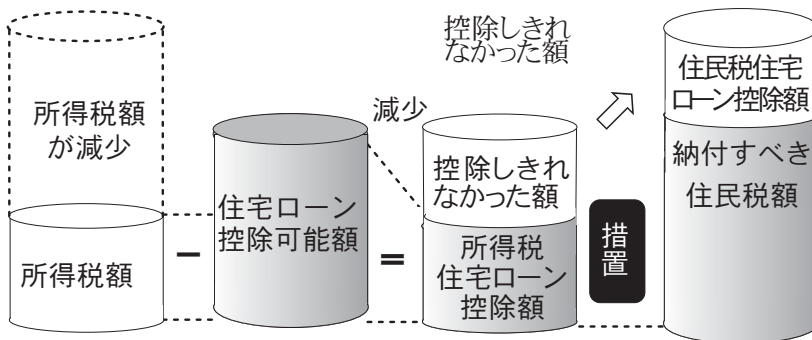 所得税額
が減少
所得税額
−
住宅ローン
控除可能額
減少
=
控除しきれ
なかった額
所得税
住宅ローン
控除額
控除しきれ
なかった額
措置
住民税住宅
ローン控除額
納付すべき
住民税額